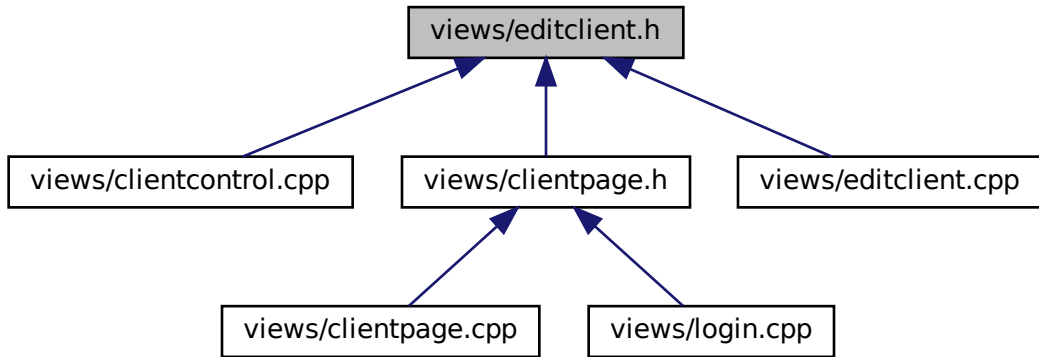 views/editclient.h
views/clientcontrol.cpp
views/clientpage.h
views/editclient.cpp
views/clientpage.cpp
views/login.cpp